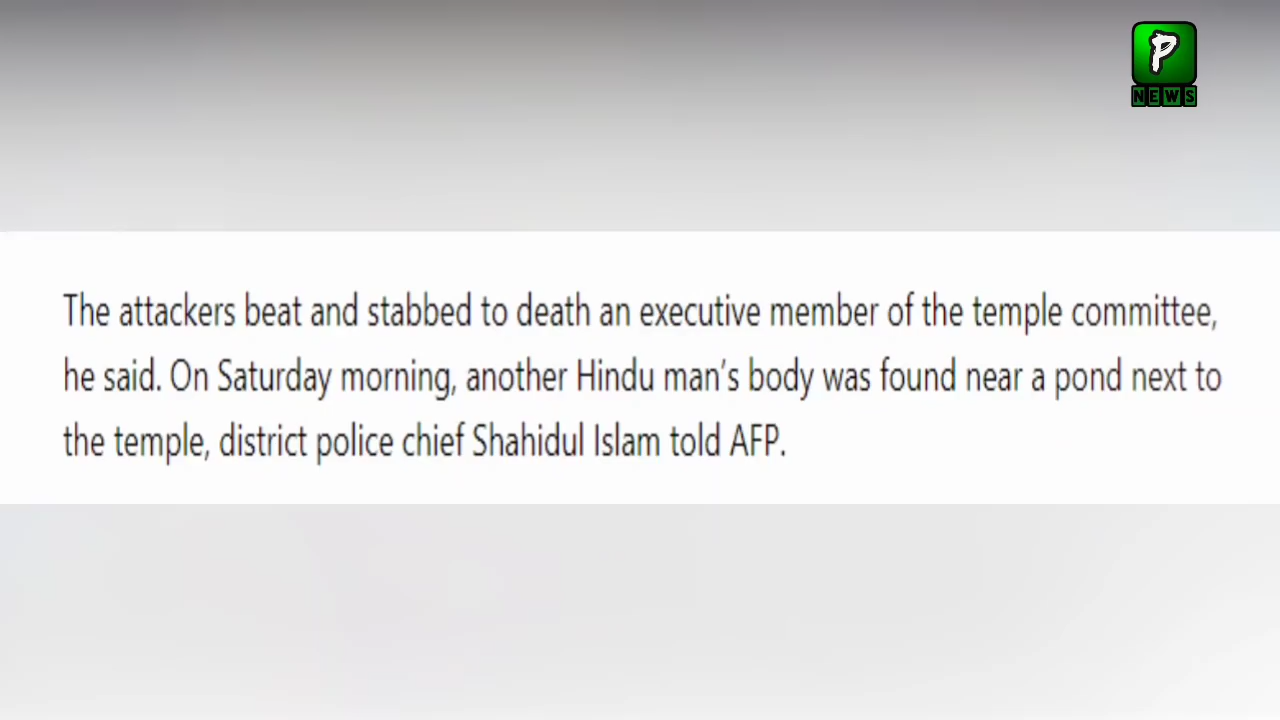 P
NEWS
The attackers beat and stabbed to death an executive member of the temple committee,
he said. On Saturday morning, another Hindu man’s body was found near a pond next to
the temple, district police chief Shahidul Islam told AFP.